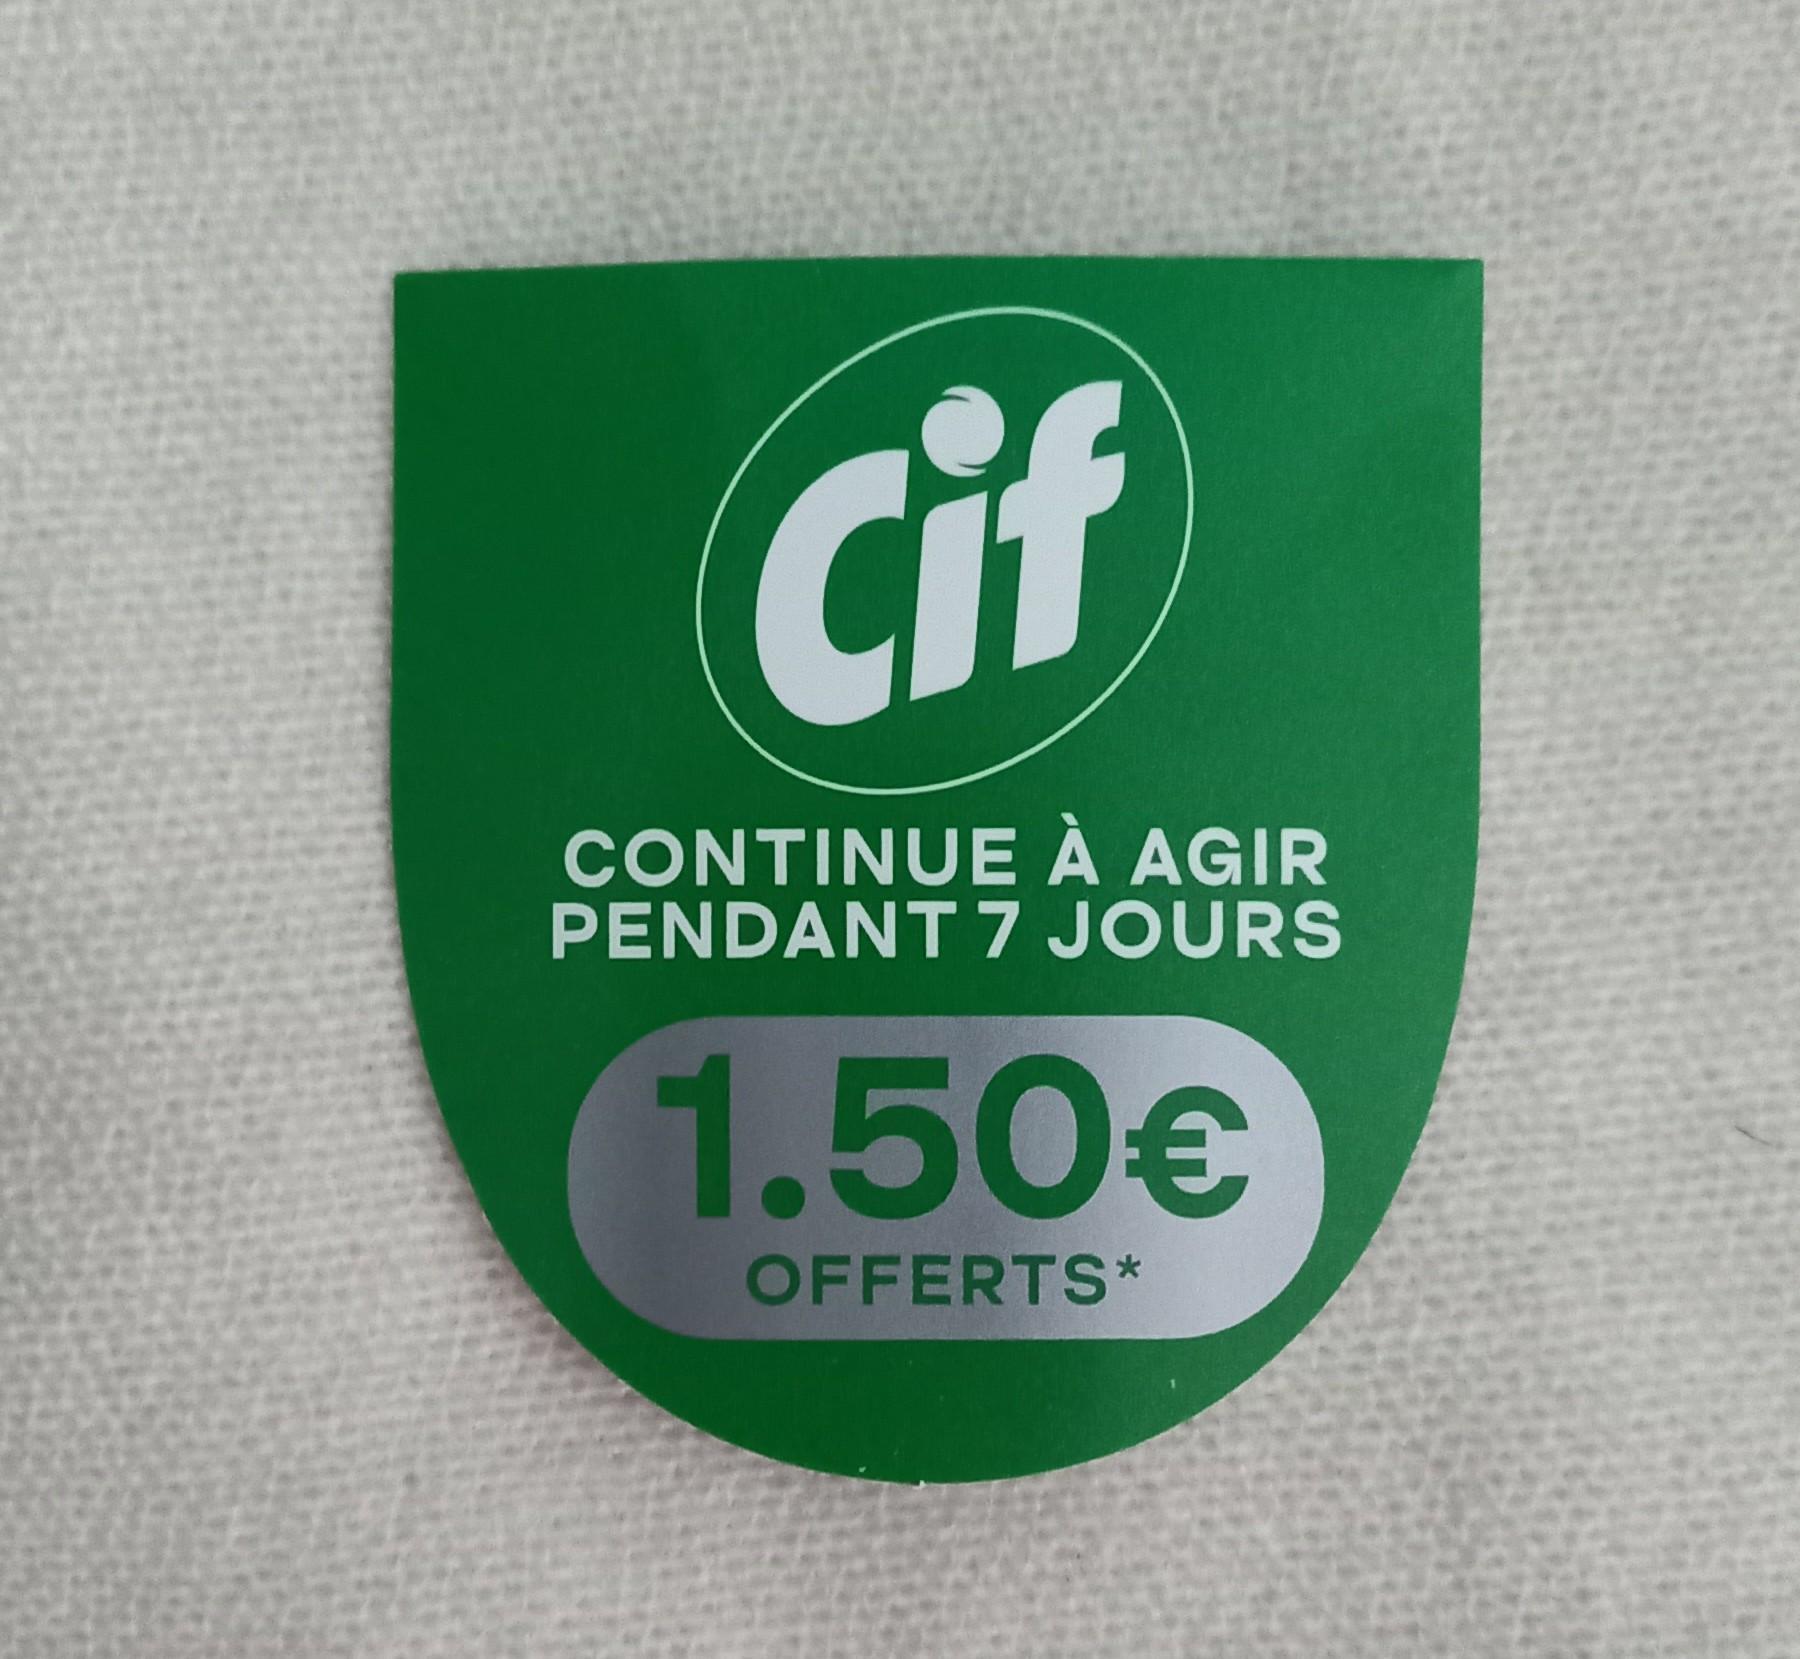 Cif
CONTINUE À AGIR
PENDANT 7 JOURS
1.50€
OFFERTS*